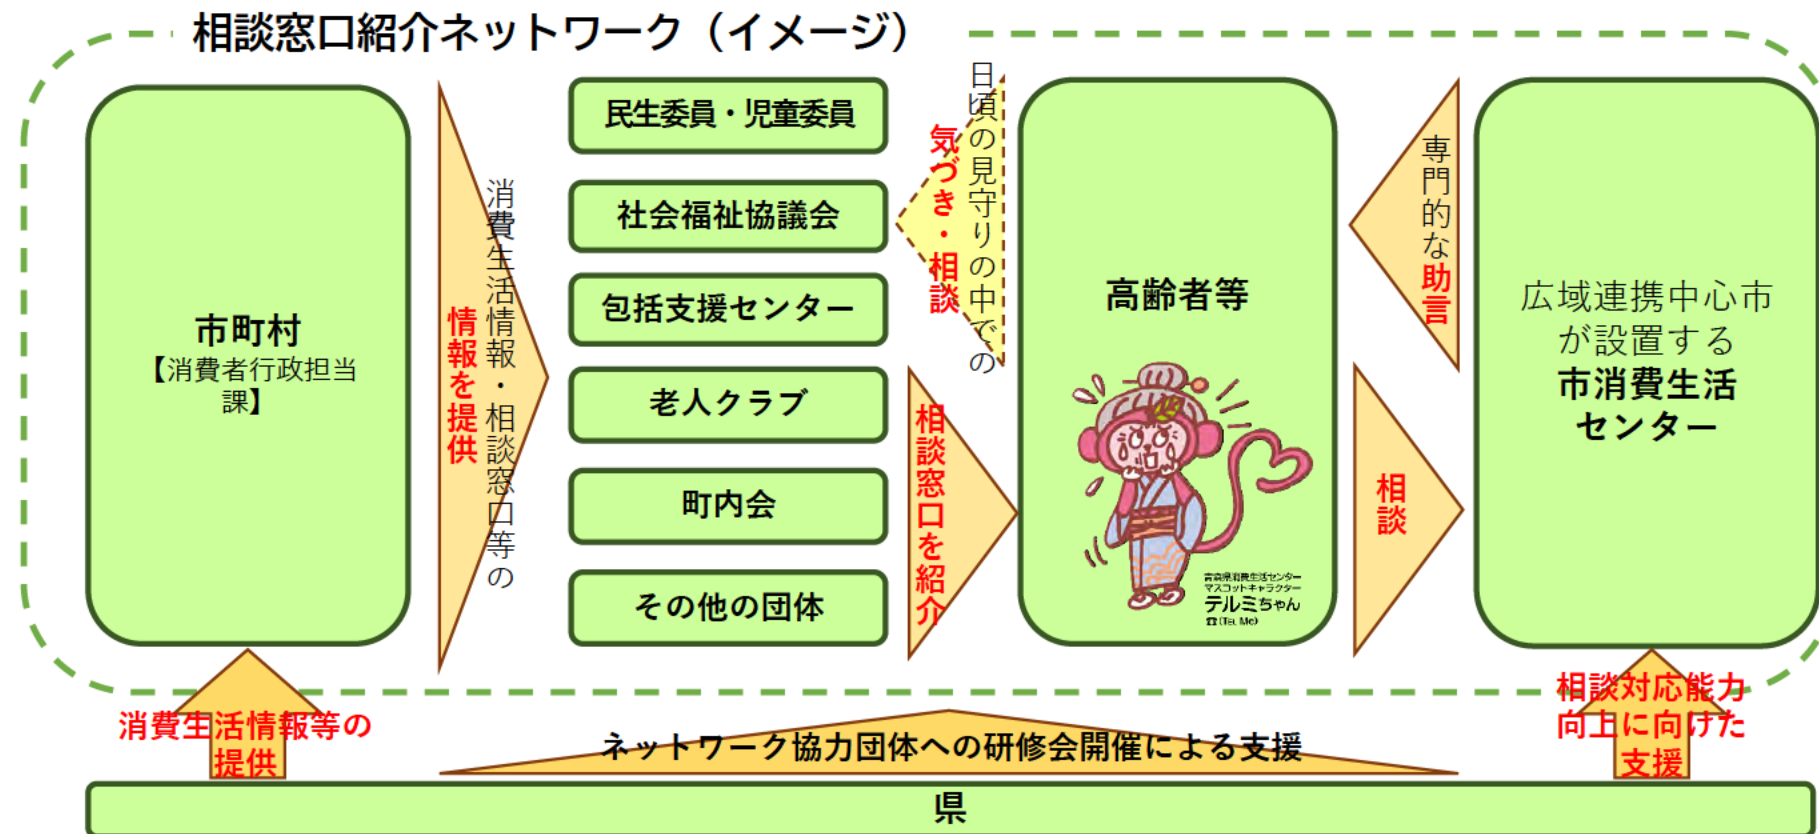 相談窓口紹介ネットワーク（イメージ）
市町村
【消費者行政担当
課】
消費生活情報・相談窓口等の
情報を提供
民生委員・児童委員
社会福祉協議会
包括支援センター
老人クラブ
町内会
その他の団体
日頃の見守りの中での
気づき・相談
相談窓口を紹介
高齢者等
青森県消費生活センター
マスコットキャラクター
テルミちゃん
☎(TEL Me)
専門的な助言
相談
広域連携中心市
が設置する
市消費生活
センター
消費生活情報等の
提供
ネットワーク協力団体への研修会開催による支援
相談対応能力
向上に向けた
支援
県